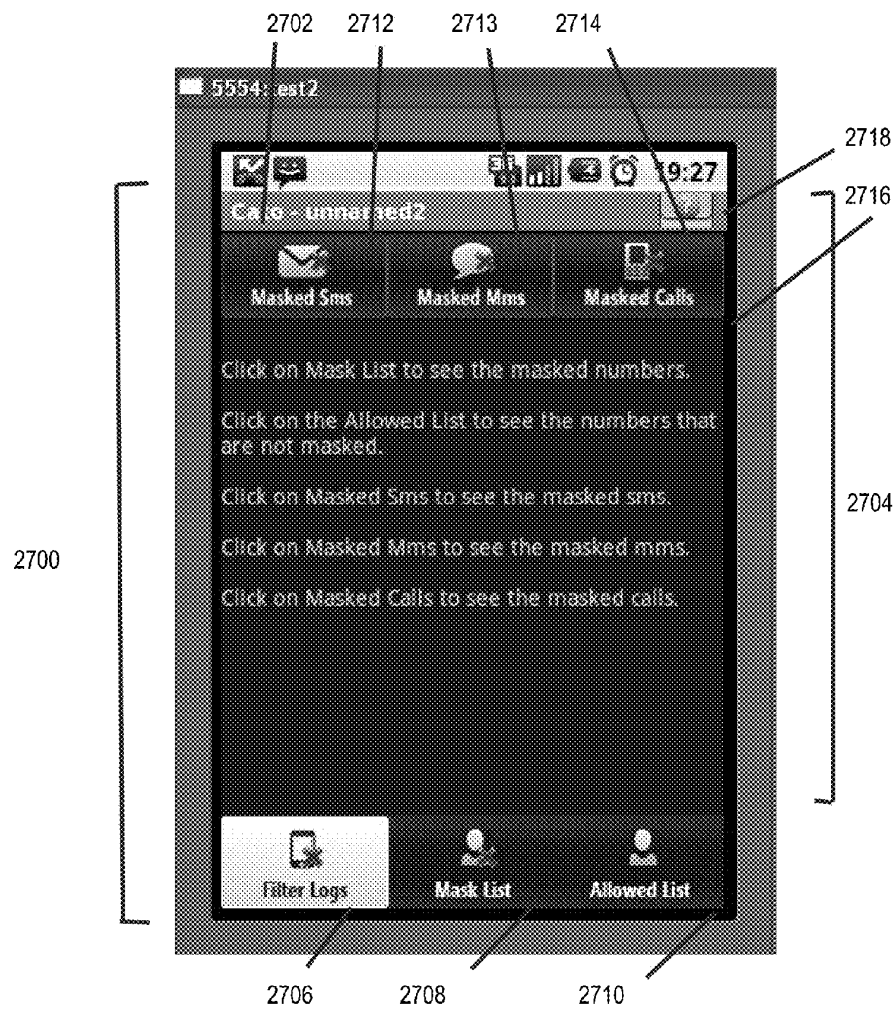 2702 2712 2713 2714
5554: est2
2718
19:27
2716
Ca o - unnamed2
Masked Sms Masked Mms Masked Calls
Click on Mask List to see the masked numbers.
Click on the Allowed List to see the numbers that
are not masked.
Click on Masked Sms to see the masked sms.
2704
Click on Masked Mms to see the masked mms.
2700
Click on Masked Calls to see the masked calls.
Filter Logs Mask List Allowed List
2706 2708 2710